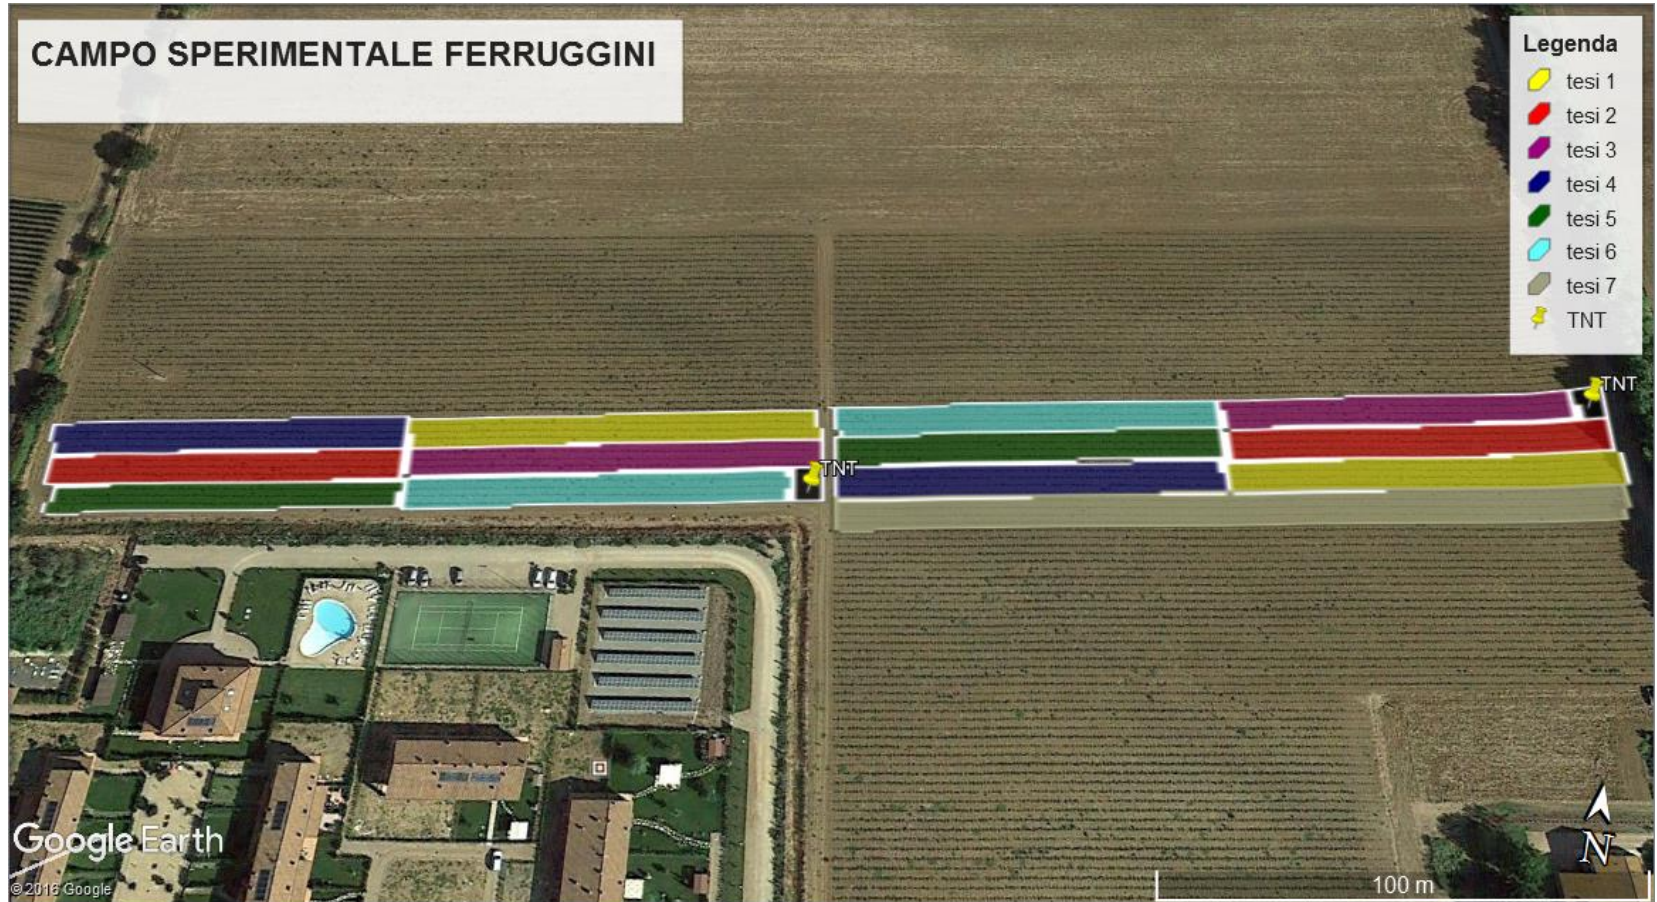 CAMPO SPERIMENTALE FERRUGGINI
Legenda
tesi 1
tesi 2
tesi 3
tesi 4
tesi 5
tesi 6
tesi 7
TNT
TNT
TNT
Google Earth
© 2016 Google
N
100 m